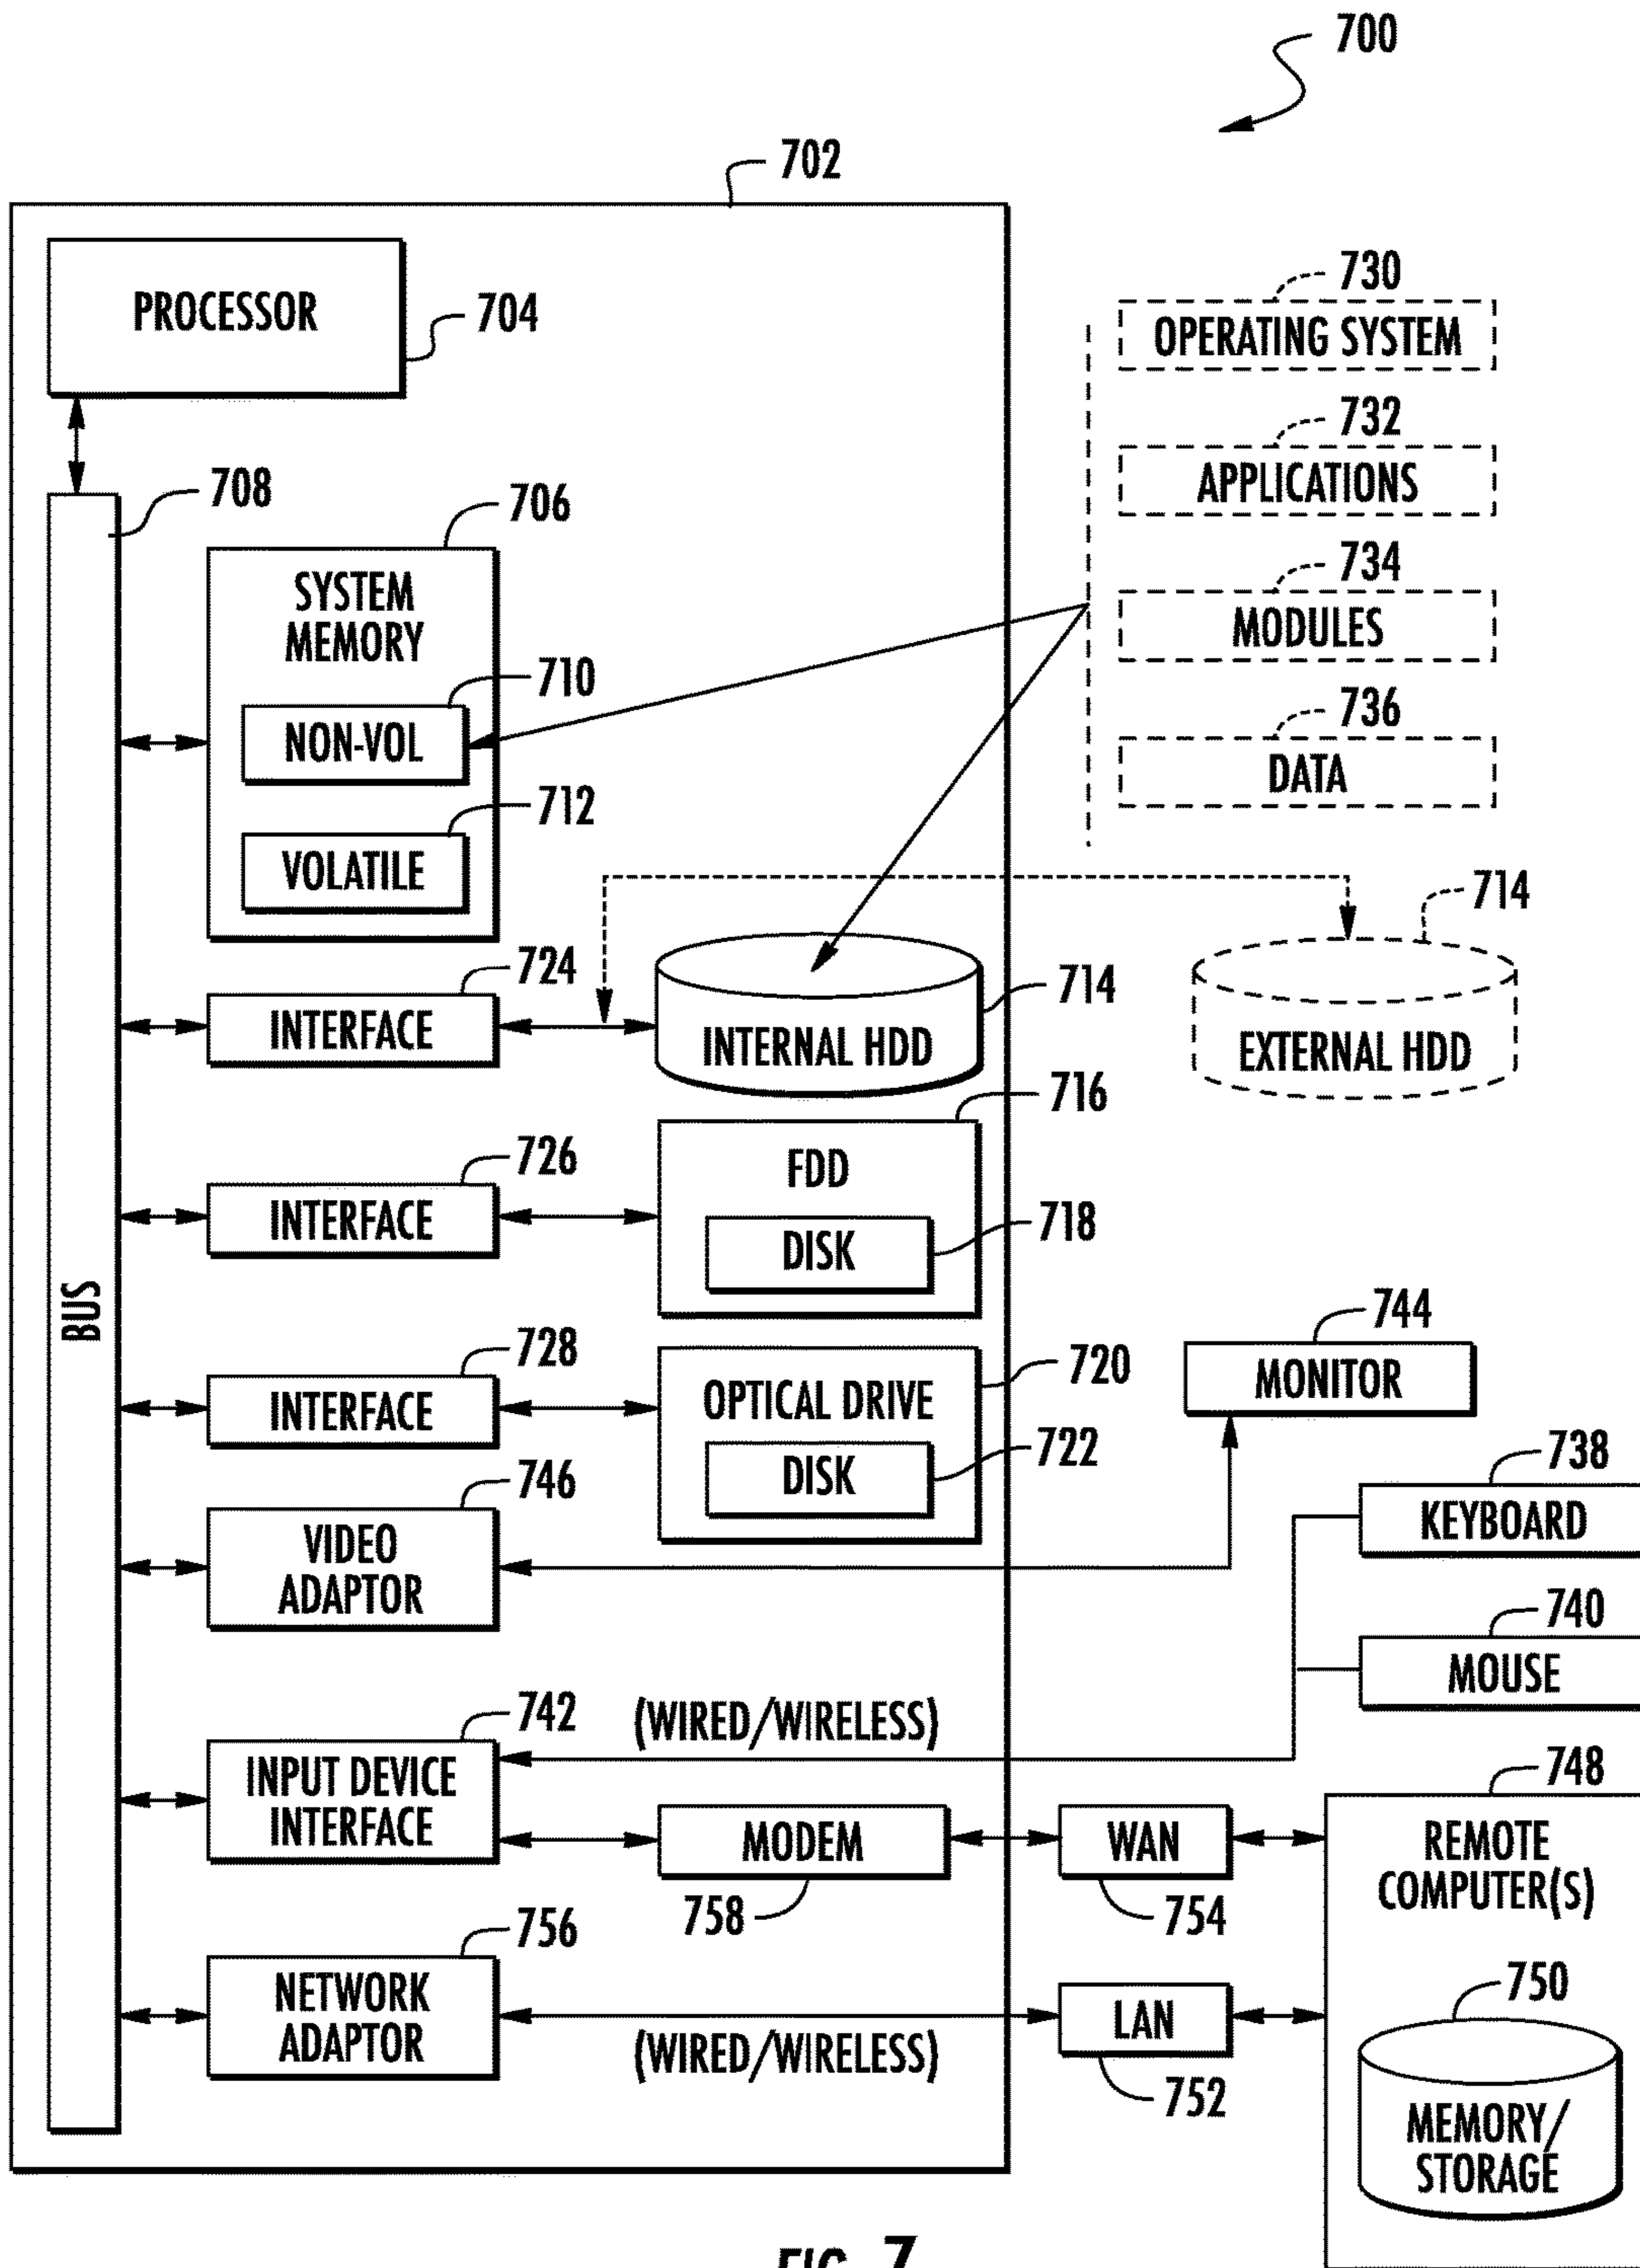 700
702
PROCESSOR
704
730
OPERATING SYSTEM
732
APPLICATIONS
734
MODULES
736
DATA
708
BUS
706
SYSTEM
MEMORY
710
NON-VOL
712
VOLATILE
724
INTERFACE
714
INTERNAL HDD
714
EXTERNAL HDD
726
INTERFACE
716
FDD
718
DISK
728
INTERFACE
720
OPTICAL DRIVE
722
DISK
744
MONITOR
746
VIDEO
ADAPTOR
738
KEYBOARD
740
MOUSE
742
INPUT DEVICE
INTERFACE
(WIRED/WIRELESS)
MODEM
758
WAN
754
748
REMOTE
COMPUTER(S)
756
NETWORK
ADAPTOR
(WIRED/WIRELESS)
LAN
752
750
MEMORY/
STORAGE
FIG. 7